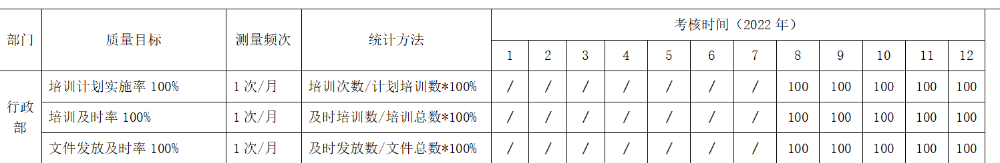 部门 质量目标 测量频次 统计方法 考核时间（2022 年）
1 2 3 4 5 6 7 8 9 10 11 12
行政部 培训计划实施率 100% 1 次/月 培训次数/计划培训数*100% / / / / / / / 100 100 100 100 100
培训及时率 100% 1 次/月 及时培训数/培训总数*100% / / / / / / / 100 100 100 100 100
文件发放及时率 100% 1 次/月 及时发放数/文件总数*100% / / / / / / / 100 100 100 100 100